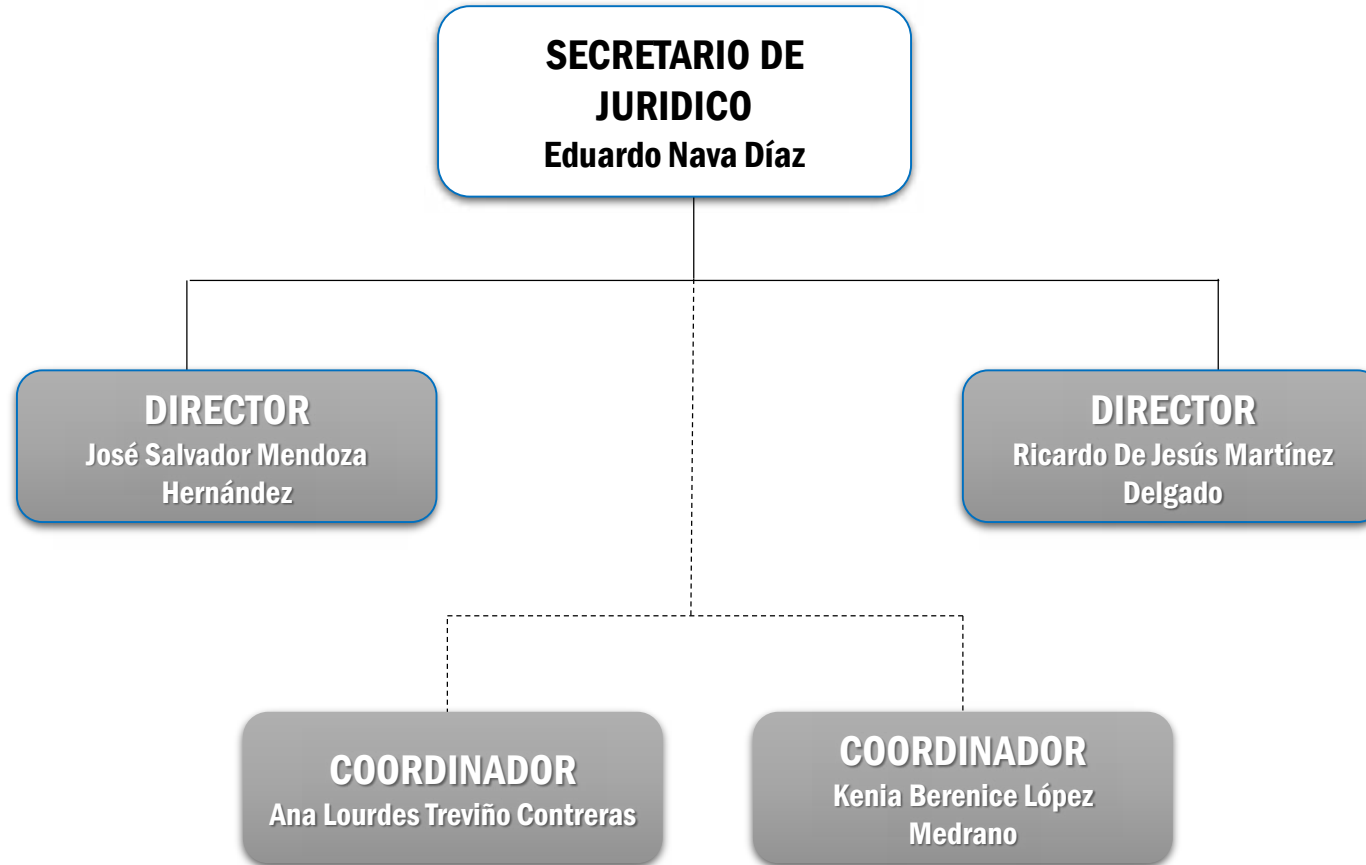 SECRETARIO DE
JURIDICO
Eduardo Nava Díaz
DIRECTOR
José Salvador Mendoza
Hernández
DIRECTOR
Ricardo De Jesús Martínez
Delgado
COORDINADOR
Ana Lourdes Treviño Contreras
COORDINADOR
Kenia Berenice López
Medrano